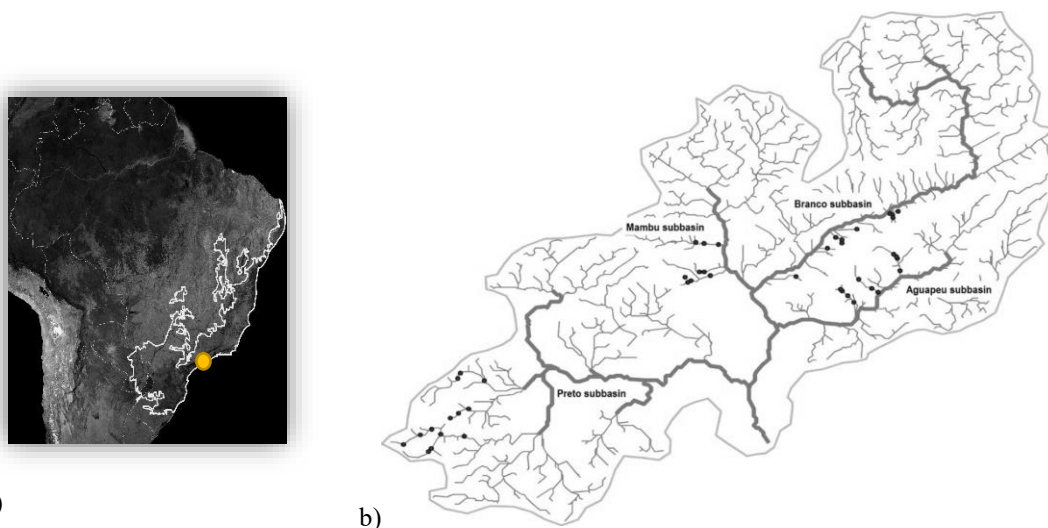 Branco subbasin
Mambu subbasin
Aguapeu subbasin
Preto subbasin
)
b)